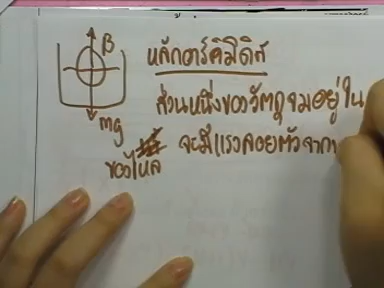 B
หลักอาร์คิมิดิส
ส่วนหนึ่งของวัตถุจมอยู่ใน
mg
ของไหล จะมีแรงลอยตัวจาก